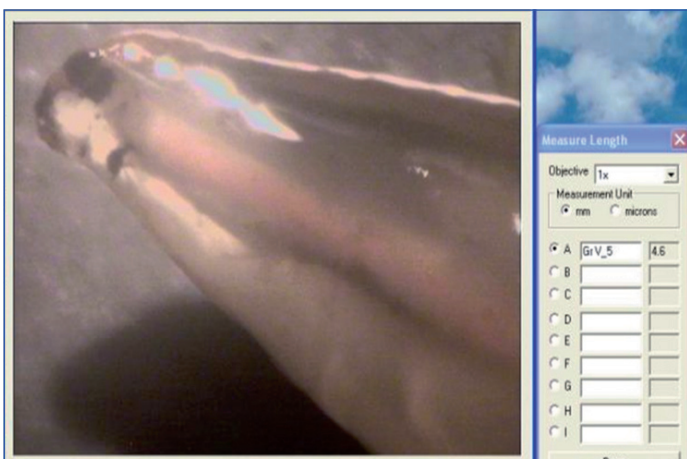 Measure Length
Objective 1x
Measurement Unit
mm microns
A GrV_5 4.6
B
C
D
E
F
G
H
I